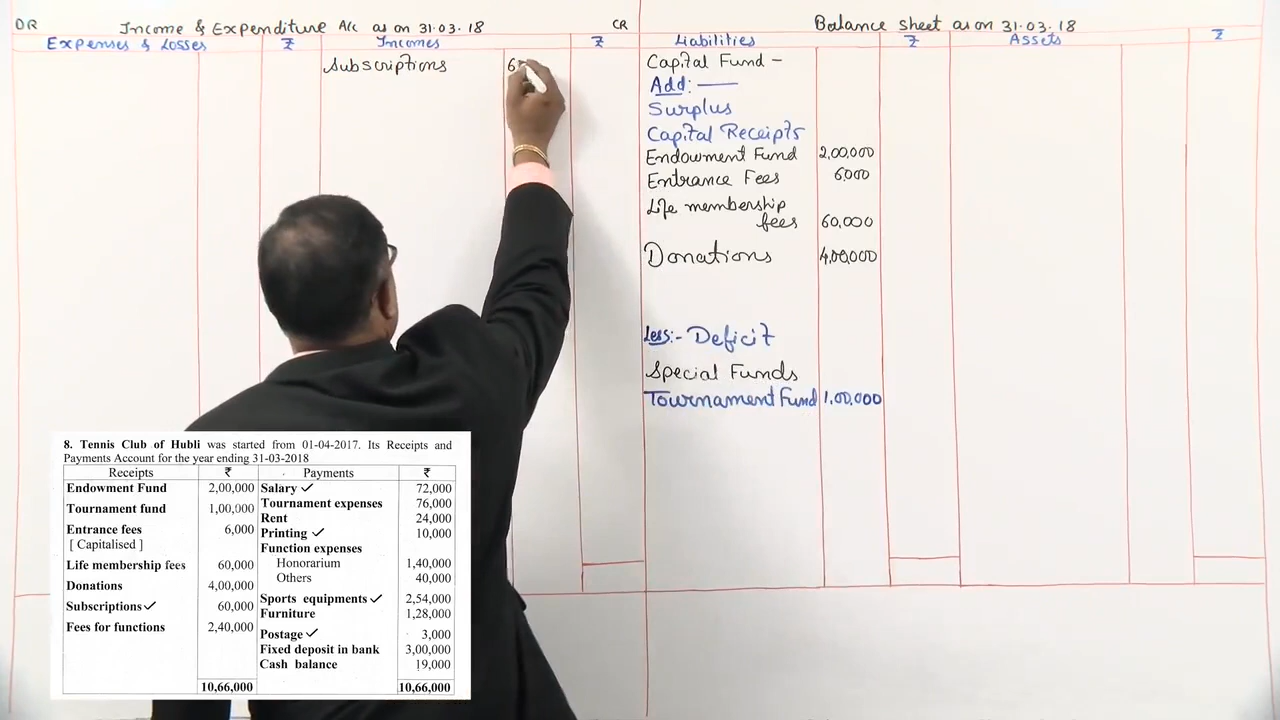 DR Income & Expenditure A/c as on 31.03.18 CR
Expenses & Losses ₹ Incomes ₹
Subscriptions 6
Balance Sheet as on 31.03.18
Liabilities ₹ Assets ₹
Capital Fund -
Add: —
Surplus
Capital Receipts
Endowment Fund 2,00,000
Entrance Fees 6,000
Life membership
fees 60,000
Donations 4,00,000
Less:- Deficit
Special Funds
Tournament Fund 1,00,000
8. Tennis Club of Hubli was started from 01-04-2017. Its Receipts and
Payments Account for the year ending 31-03-2018
Receipts ₹ Payments ₹
Endowment Fund 2,00,000 Salary ✓ 72,000
Tournament fund 1,00,000 Tournament expenses 76,000
Rent 24,000
Entrance fees 6,000 Printing ✓ 10,000
[ Capitalised ] Function expenses
Life membership fees 60,000 Honorarium 1,40,000
Donations 4,00,000 Others 40,000
Subscriptions ✓ 60,000 Sports equipments ✓ 2,54,000
Furniture 1,28,000
Fees for functions 2,40,000 Postage ✓ 3,000
Fixed deposit in bank 3,00,000
Cash balance 19,000
10,66,000 10,66,000